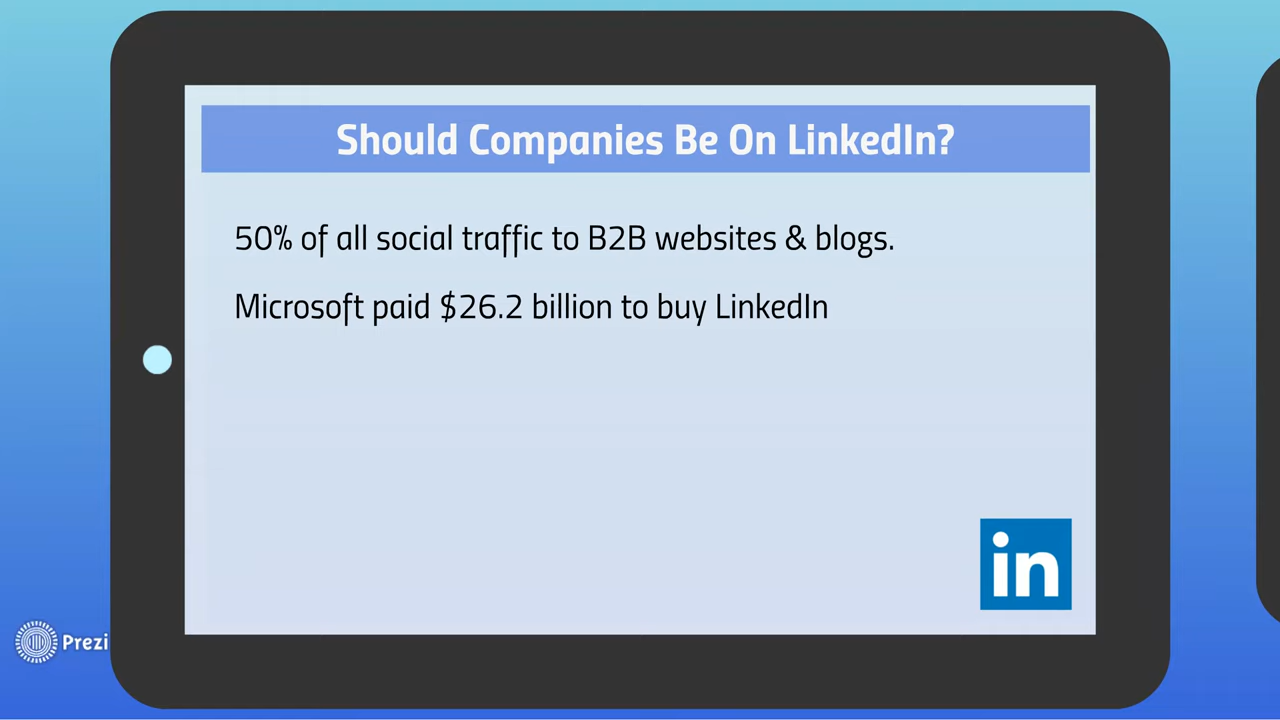 Should Companies Be On LinkedIn?
50% of all social traffic to B2B websites & blogs.
Microsoft paid $26.2 billion to buy LinkedIn
in
Prezi